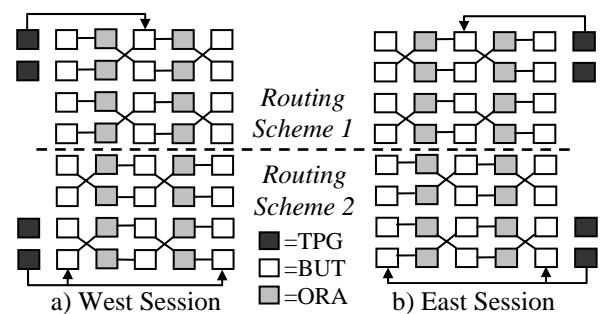 Routing
Scheme 1
Routing
Scheme 2
=TPG
=BUT
=ORA
a) West Session
b) East Session